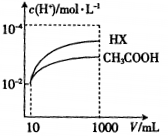 c(H⁺)/mol·L⁻¹
10⁻⁴
HX
CH₃COOH
10⁻²
10 1000 V/mL